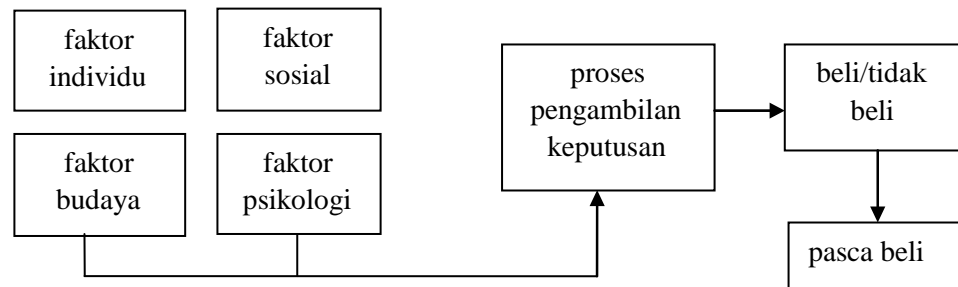 faktor
individu
faktor
sosial
faktor
budaya
faktor
psikologi
proses
pengambilan
keputusan
beli/tidak
beli
pasca beli